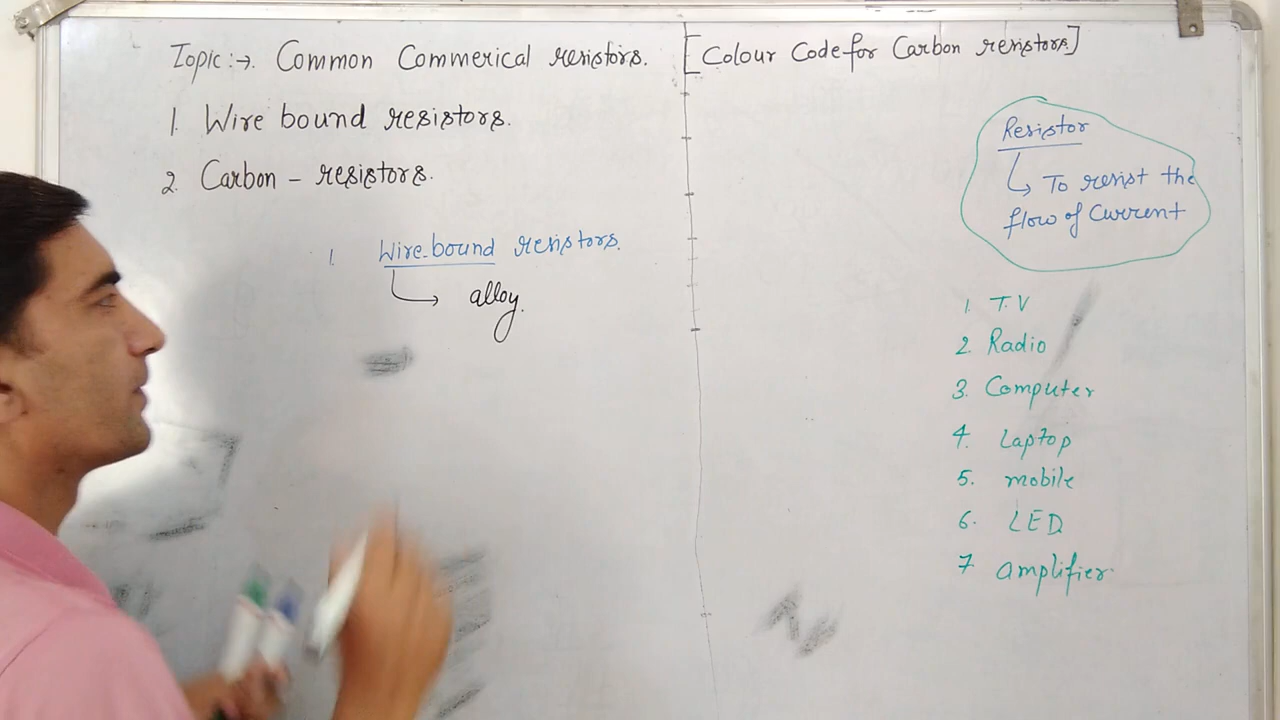 Topic:→. Common Commerical resistors. [Colour Code for Carbon resistors]
1. Wire bound resistors.
2. Carbon - resistors.
1. Wire-bound resistors.
↳ alloy.
Resistor
↳ To resist the
flow of Current
1. T.V
2. Radio
3. Computer
4. Laptop
5. mobile
6. LED
7. amplifier.